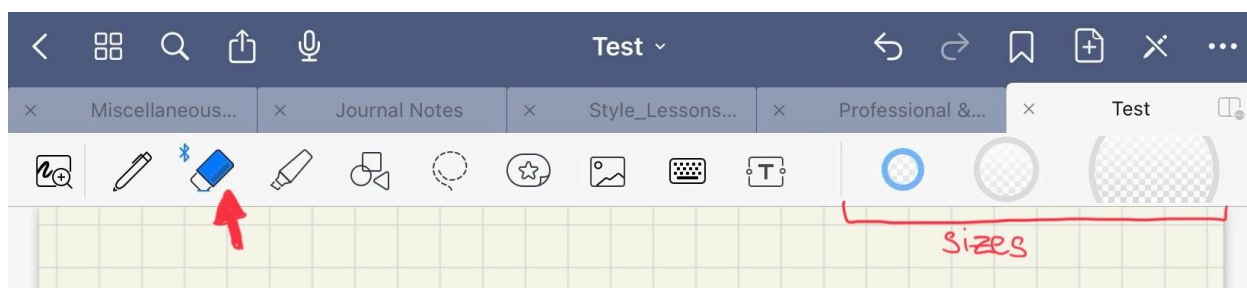 Test
Miscellaneous... Journal Notes Style_Lessons... Professional &... Test
T
sizes